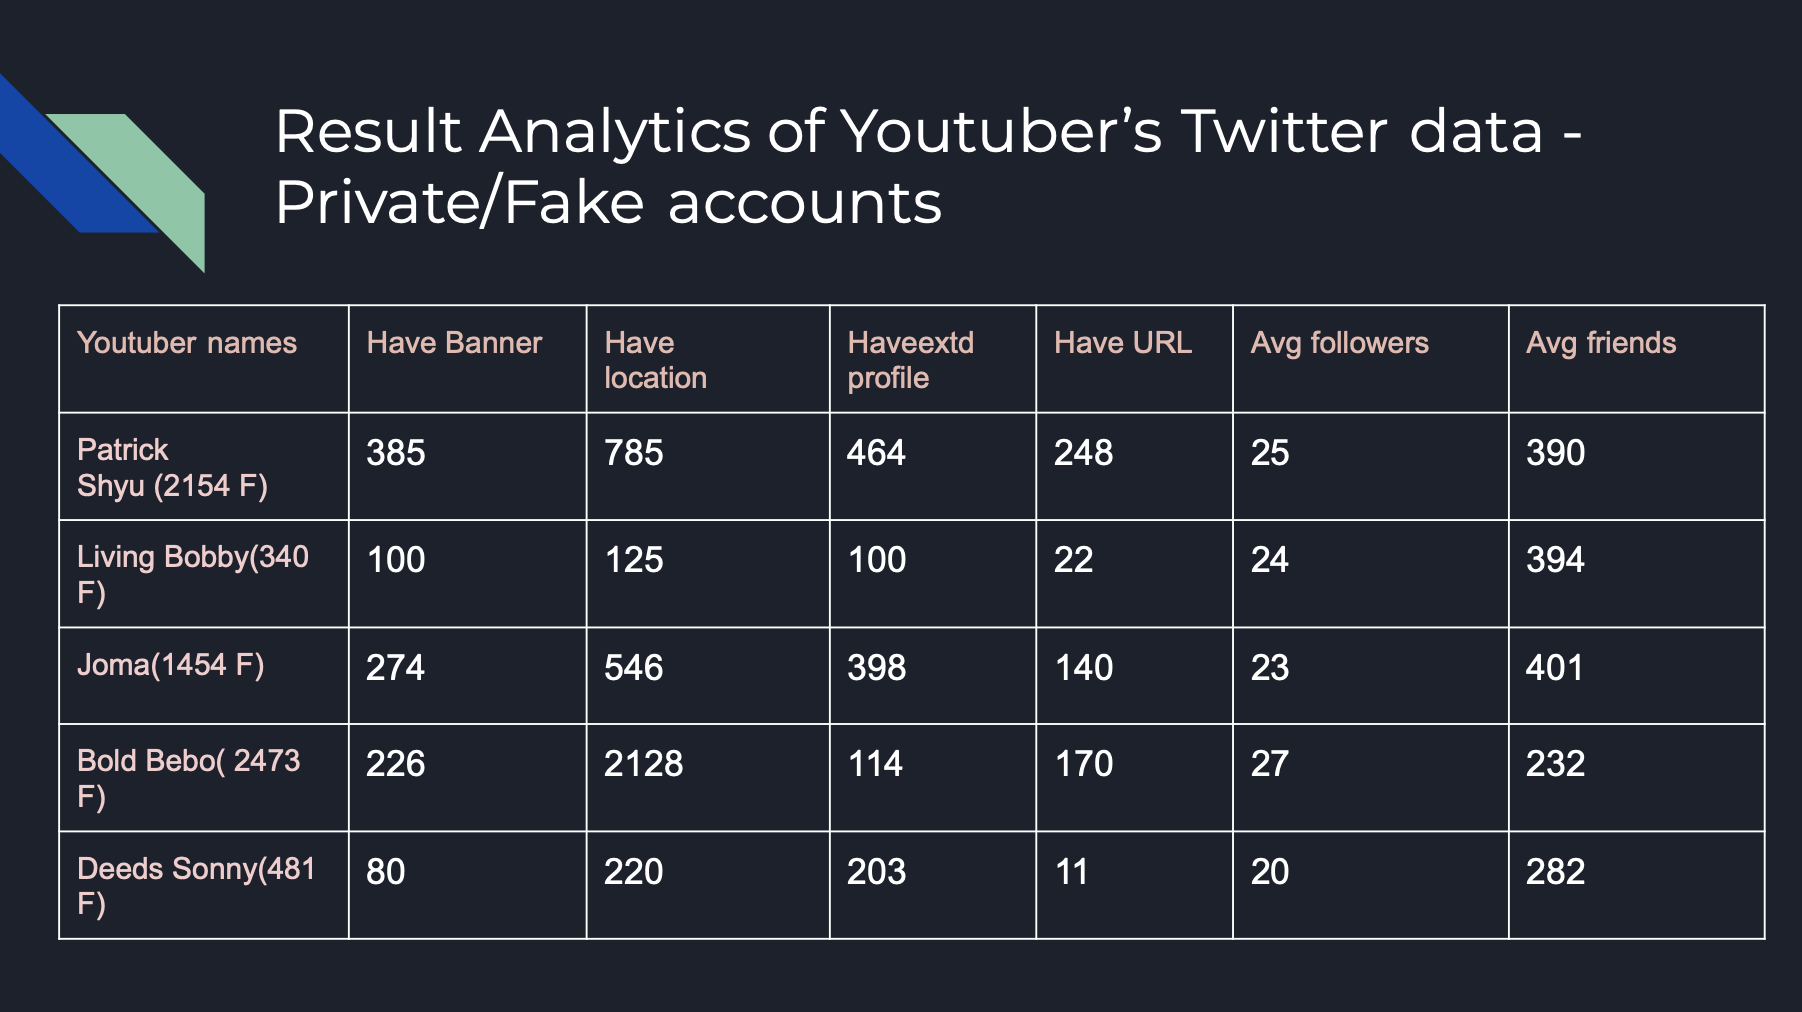 Result Analytics of Youtuber’s Twitter data -
Private/Fake accounts
Youtuber names Have Banner Have location Haveextd profile Have URL Avg followers Avg friends
Patrick Shyu (2154 F) 385 785 464 248 25 390
Living Bobby(340 F) 100 125 100 22 24 394
Joma(1454 F) 274 546 398 140 23 401
Bold Bebo( 2473 F) 226 2128 114 170 27 232
Deeds Sonny(481 F) 80 220 203 11 20 282